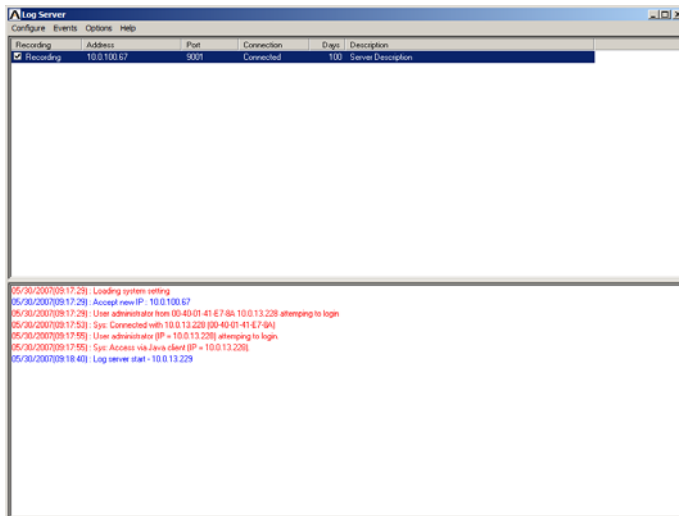 Log Server
Configure Events Options Help
Recording Address Port Connection Days Description
Recording 10.0.100.67 9001 Connected 100 Server Description
05/30/2007(09:17:29) : Loading system setting.
05/30/2007(09:17:29) : Accept new IP : 10.0.100.67
05/30/2007(09:17:29) : User administrator from 00-40-01-41-E7-8A 10.0.13.228 attemping to login
05/30/2007(09:17:53) : Sys: Connected with 10.0.13.228 (00-40-01-41-E7-8A)
05/30/2007(09:17:55) : User administrator (IP = 10.0.13.228) attemping to login.
05/30/2007(09:17:55) : Sys: Access via Java client (IP = 10.0.13.228).
05/30/2007(09:18:40) : Log server start - 10.0.13.229